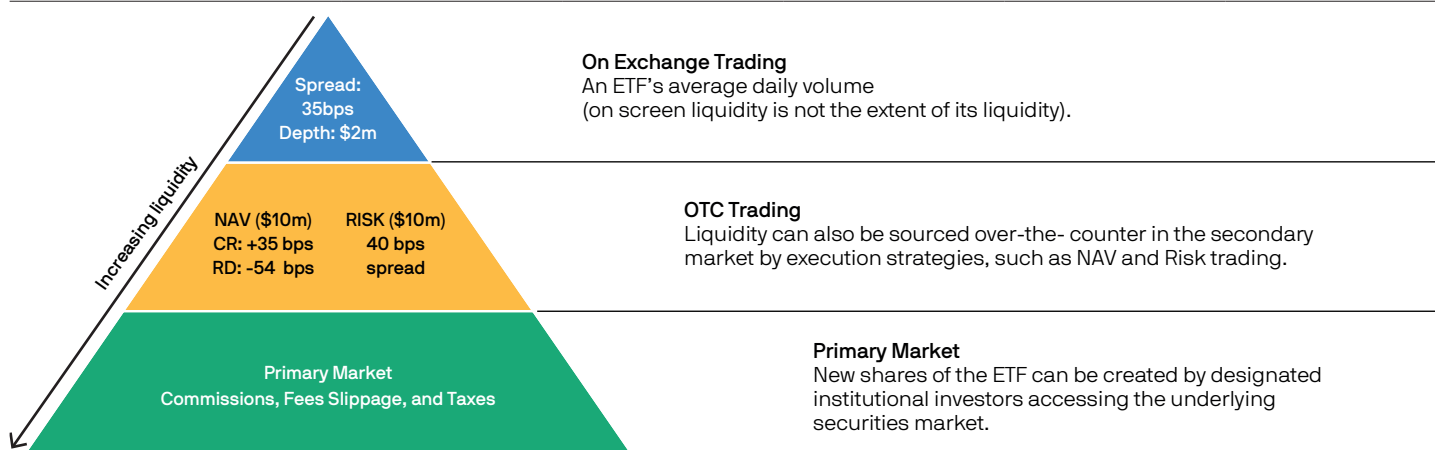 Increasing liquidity
Spread:
35bps
Depth: $2m
On Exchange Trading
An ETF's average daily volume
(on screen liquidity is not the extent of its liquidity).
NAV ($10m)
CR: +35 bps
RD: -54 bps
RISK ($10m)
40 bps
spread
OTC Trading
Liquidity can also be sourced over-the- counter in the secondary
market by execution strategies, such as NAV and Risk trading.
Primary Market
Commissions, Fees Slippage, and Taxes
Primary Market
New shares of the ETF can be created by designated
institutional investors accessing the underlying
securities market.